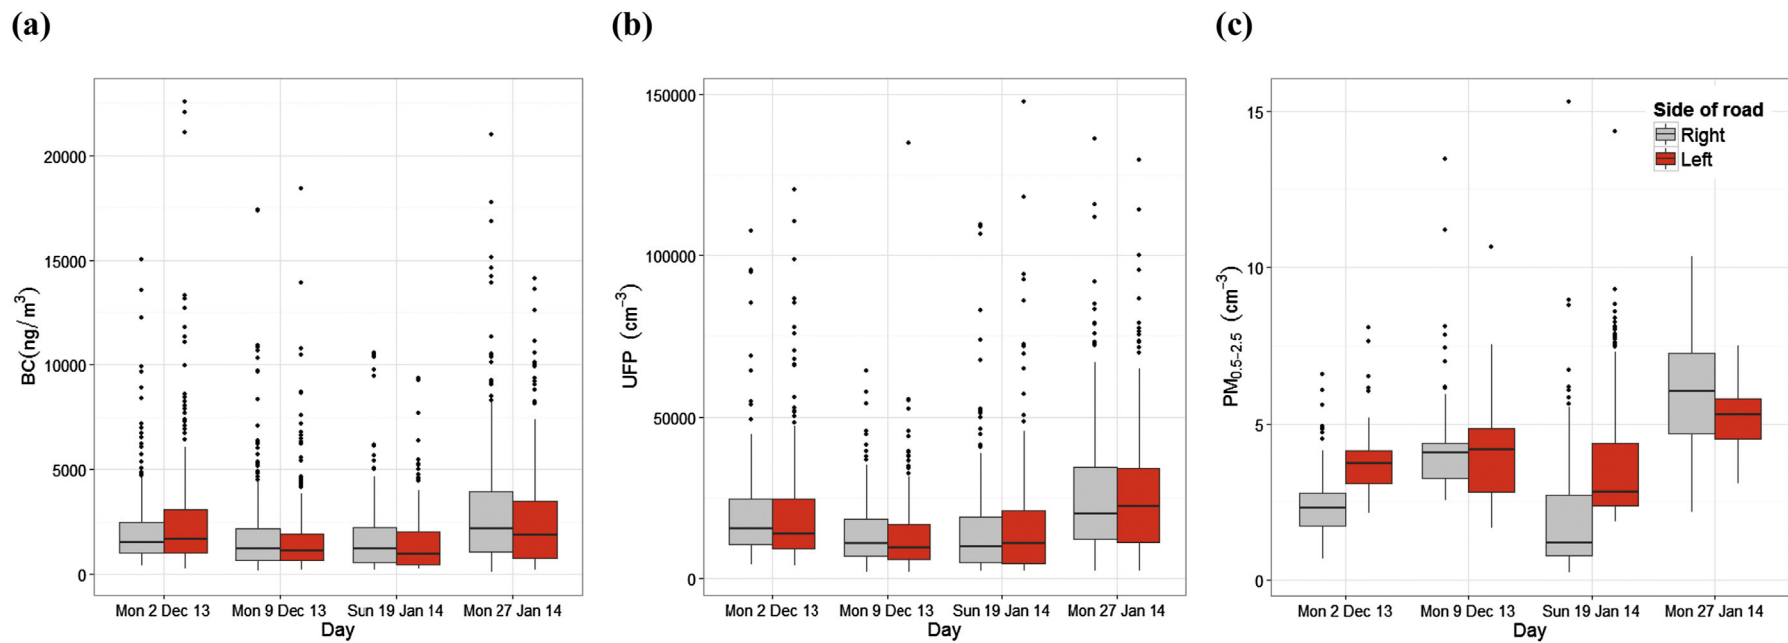 (a)
BC(ng/m³)
20000
15000
10000
5000
0
Mon 2 Dec 13 Mon 9 Dec 13 Sun 19 Jan 14 Mon 27 Jan 14
Day
(b)
UFP (cm⁻³)
150000
100000
50000
0
Mon 2 Dec 13 Mon 9 Dec 13 Sun 19 Jan 14 Mon 27 Jan 14
Day
(c)
PM₀.₅₋₂.₅ (cm⁻³)
15
10
5
0
Side of road
Right
Left
Mon 2 Dec 13 Mon 9 Dec 13 Sun 19 Jan 14 Mon 27 Jan 14
Day